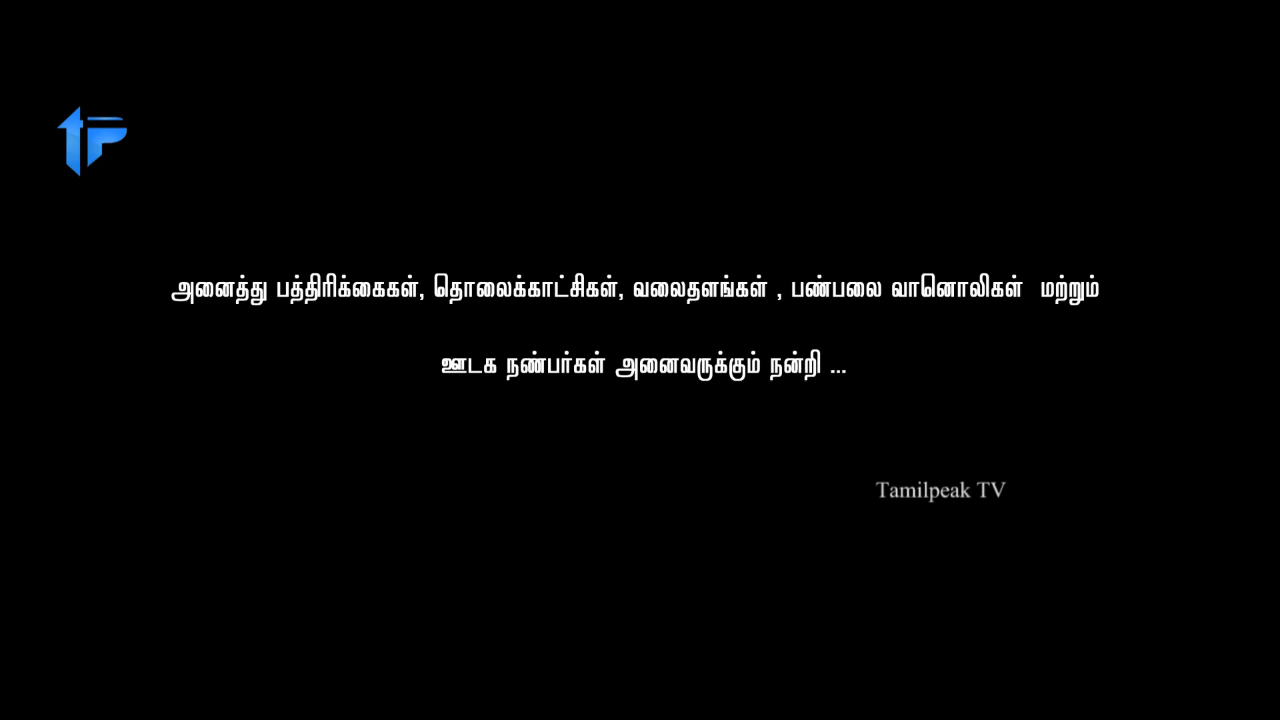 அனைத்து பத்திரிக்கைகள், தொலைக்காட்சிகள், வலைதளங்கள் , பண்பலை வானொலிகள் மற்றும்
ஊடக நண்பர்கள் அனைவருக்கும் நன்றி ...
Tamilpeak TV